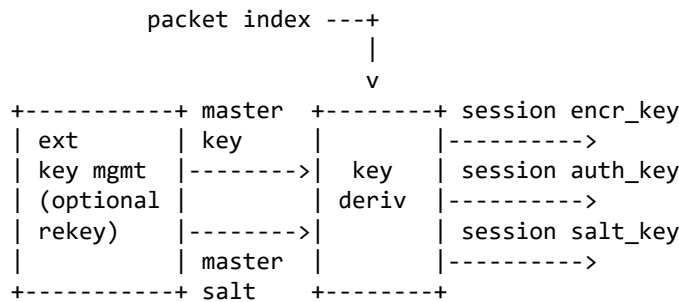 packet index ---+
|
v
+-----------+ master +--------+ session encr_key
| ext | key | |---------->
| key mgmt |-------->| key | session auth_key
| (optional | | deriv |---------->
| rekey) |-------->| | session salt_key
| | master | |---------->
+-----------+ salt +--------+